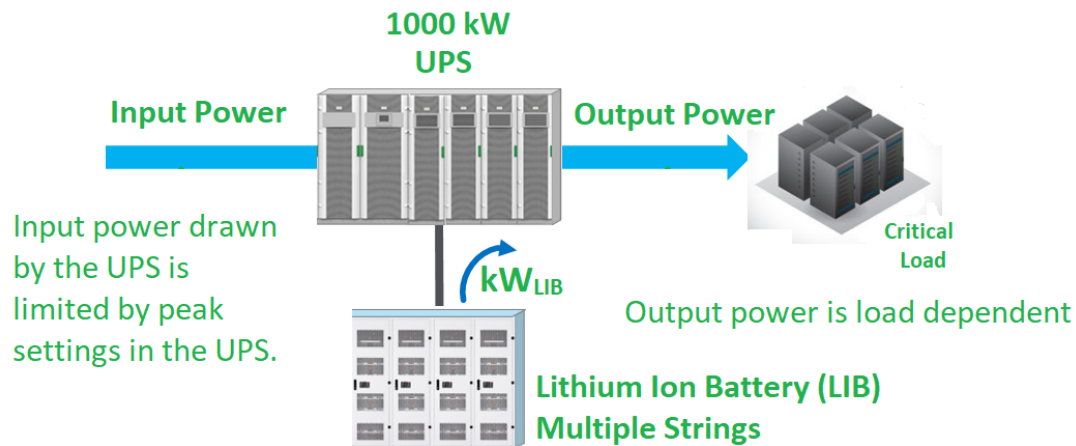 1000 kW
UPS
Input Power
Output Power
Input power drawn
by the UPS is
limited by peak
settings in the UPS.
kWLIB
Critical
Load
Output power is load dependent
Lithium Ion Battery (LIB)
Multiple Strings